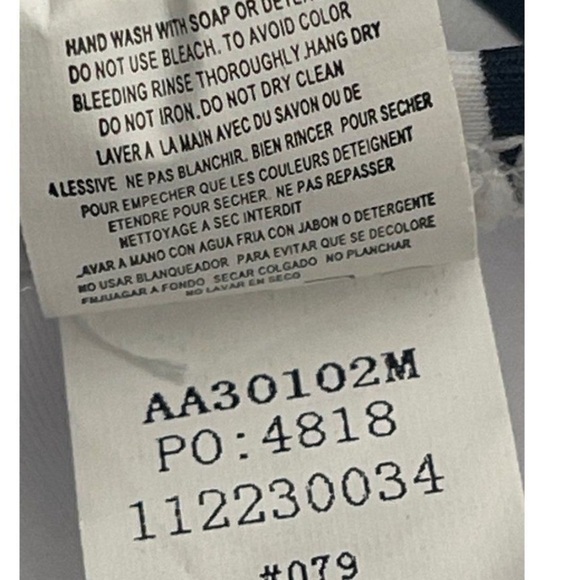 HAND WASH WITH SOAP OR
DO NOT USE BLEACH. TO AVOID COLOR
BLEEDING RINSE THOROUGHLY .HANG DRY
DO NOT IRON. DO NOT DRY CLEAN
LAVER A LA MAIN AVEC DU SAVON OU DE
LESSIVE NE PAS BLANCHIR. BIEN RINCER POUR SECHER
POUR EMPECHER QUE LES COULEURS DETEIGNENT
ETENDRE POUR SECHER. NE PAS REPASSER
NETTOYAGE A SEC INTERDIT
AVAR A MANO CON AGUA FRIA CON JABON O DETERGENTE
NO USAR BLANQUEADOR PARA EVITAR QUE SE DECOLORE
ENJUAGAR A FONDO SECAR COLGADO NO PLANCHAR
NO LAVAR EN SECO
AA30102M
PO:4818
112230034
#079